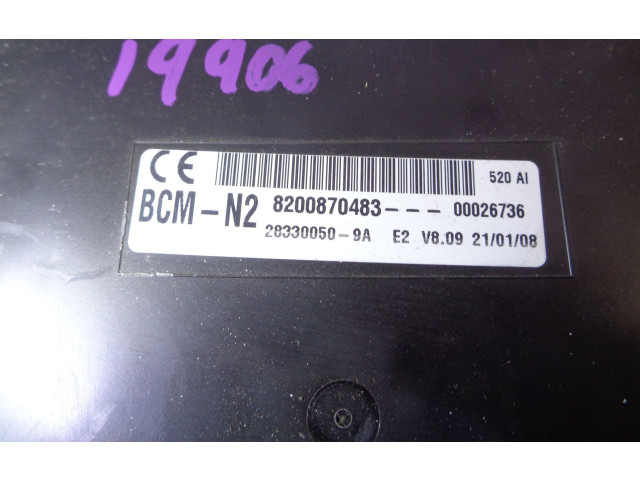 19906
CE 520 AI
BCM-N2 8200870483--- 00026736
28330050-9A E2 V8.09 21/01/08